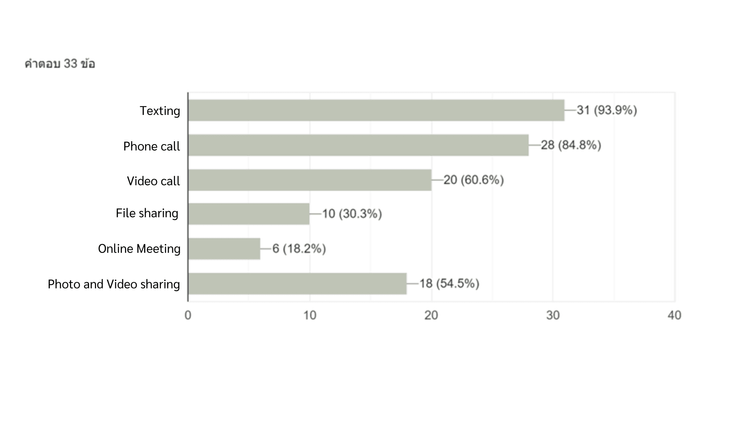 คำตอบ 33 ข้อ
Texting 31 (93.9%)
Phone call 28 (84.8%)
Video call 20 (60.6%)
File sharing 10 (30.3%)
Online Meeting 6 (18.2%)
Photo and Video sharing 18 (54.5%)
0 10 20 30 40